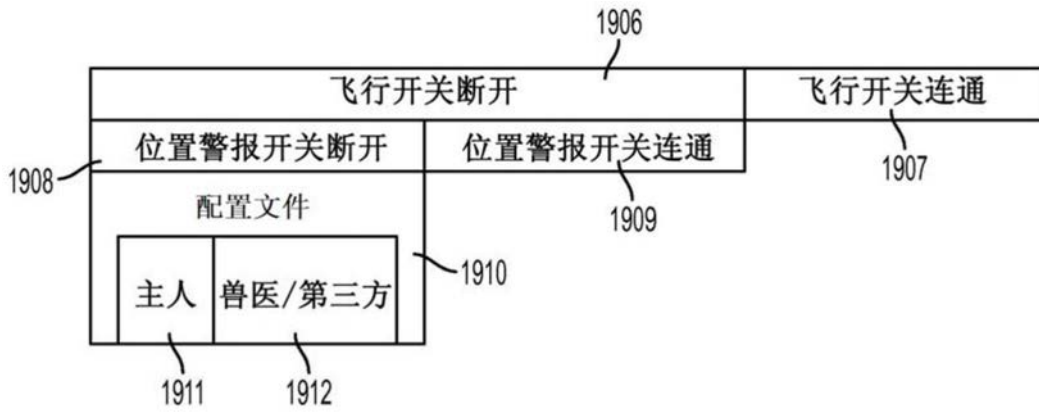 1906
飞行开关断开 飞行开关连通
位置警报开关断开 位置警报开关连通
1908 1909 1907
配置文件
1910
主人 兽医/第三方
1911 1912